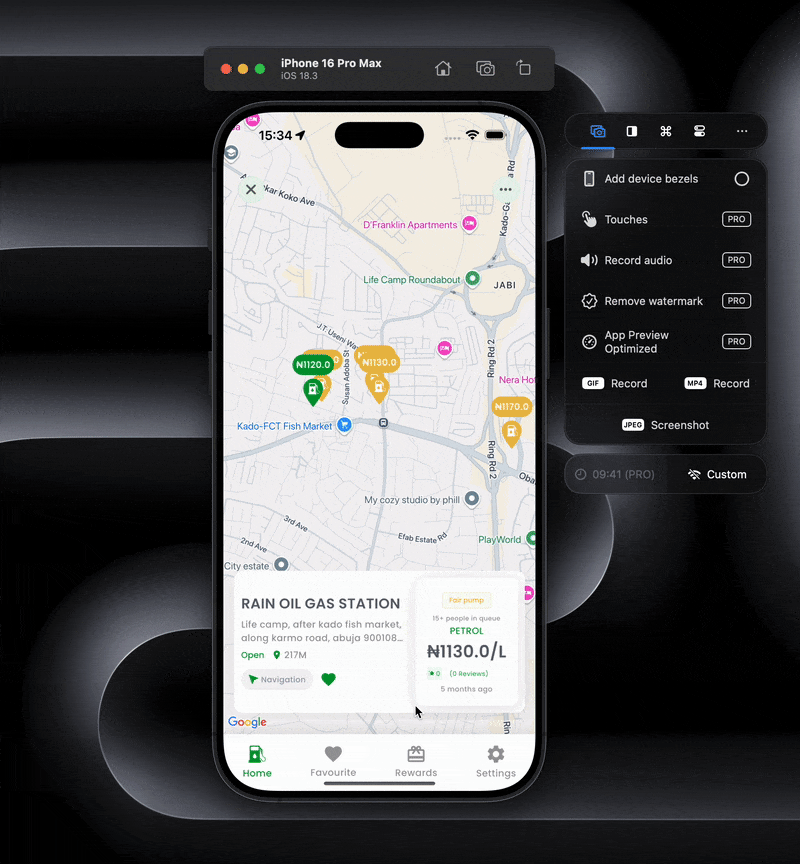 iPhone 16 Pro Max
iOS 18.3
15:34
Koko Ave
Kado-
a Rd
D'Franklin Apartments
Life Camp Roundabout
JABI
J.T. Useni Way
₦1120.0
₦1130.0
Susan Adoba St
Ring Rd 2
Nera Hot
₦1170.0
Kado-FCT Fish Market
Ring Rd 2
Oba
My cozy studio by phill
3rd Ave
Efab Estate Rd
PlayWorld
2nd Ave
City estate
RAIN OIL GAS STATION
Life camp, after kado fish market,
along karmo road, abuja 900108...
Open 217M
Navigation
Fair pump
15+ people in queue
PETROL
₦1130.0/L
0 (0 Reviews)
5 months ago
Google
Home
Favourite
Rewards
Settings
Add device bezels
Touches PRO
Record audio PRO
Remove watermark PRO
App Preview
Optimized PRO
GIF Record
MP4 Record
JPEG Screenshot
09:41 (PRO)
Custom